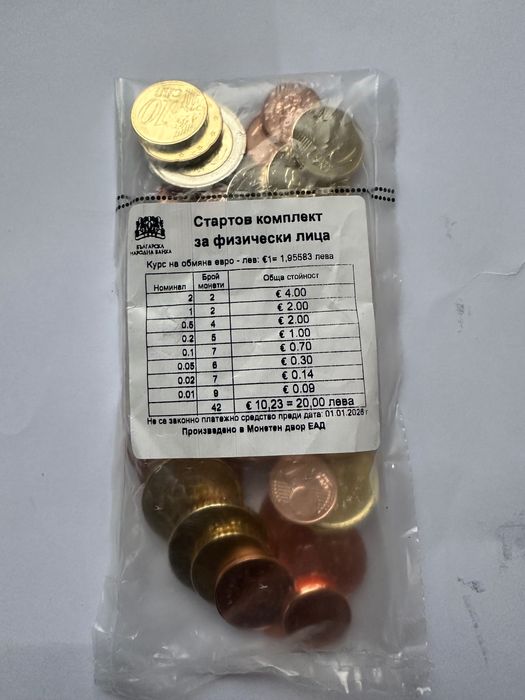 10
Стартов комплект
за физически лица
БЪЛГАРСКА
НАРОДНА БАНКА
Курс на обмяна евро - лев: €1= 1,95583 лева
Номинал Брой монети Обща стойност
2 2 € 4.00
1 2 € 2.00
0.5 4 € 2.00
0.2 5 € 1.00
0.1 7 € 0.70
0.05 6 € 0.30
0.02 7 € 0.14
0.01 9 € 0.09
42 € 10,23 = 20,00 лева
Не са законно платежно средство преди дата: 01.01.2026 г
Произведено в Монетен двор ЕАД